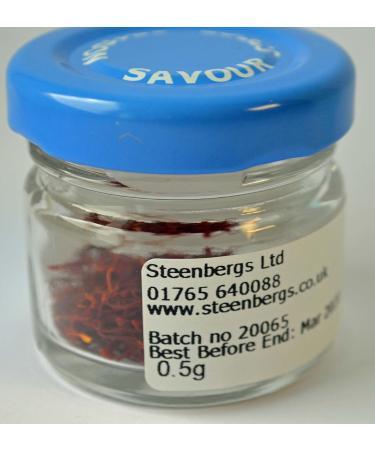 SAVOUR
Steenbergs Ltd
01765 640088
www.steenbergs.co.uk
Batch no 20065
Best Before End: Mar
0.5g